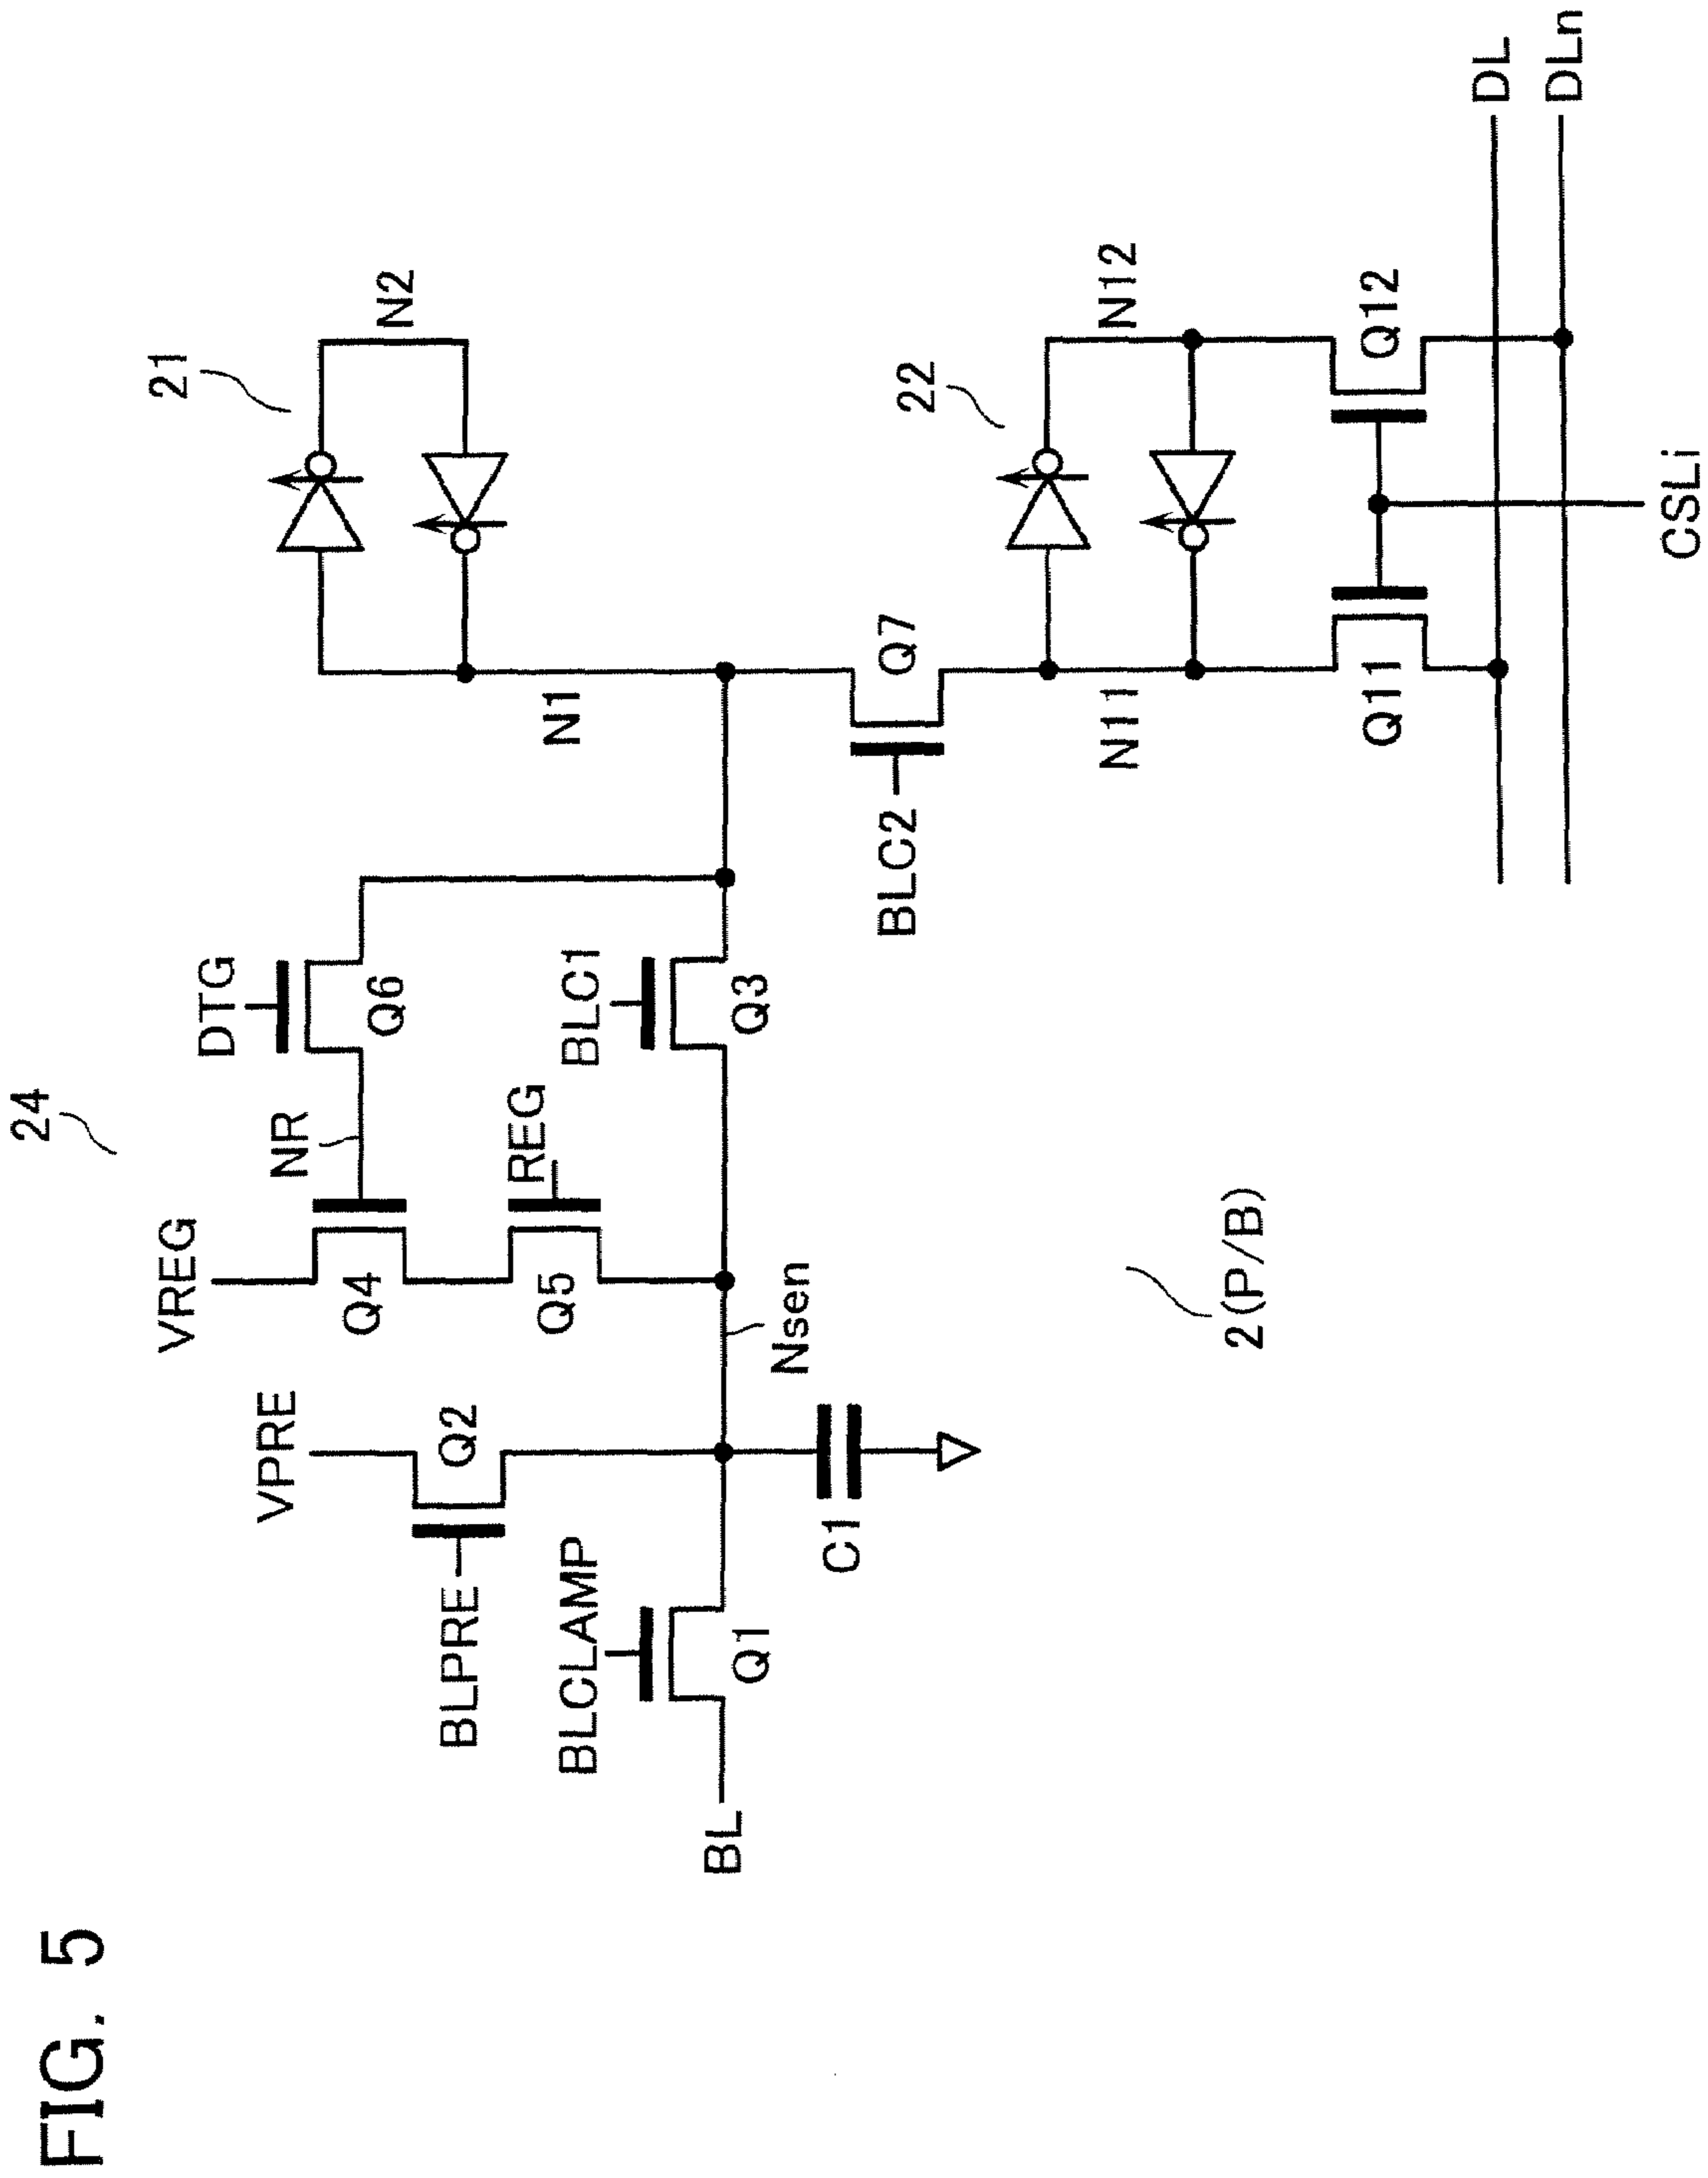 FIG. 5
24
21
DTG
VREG
NR
Q6
N2
VPRE
Q4
REG
BLC1
Q5
Q2
BLPRE
BLCLAMP
Q3
N1
Q1
BL
Nsen
C1
Q7
22
BLC2
N11
N12
2(P/B)
Q11
Q12
DL
DLn
CSLi